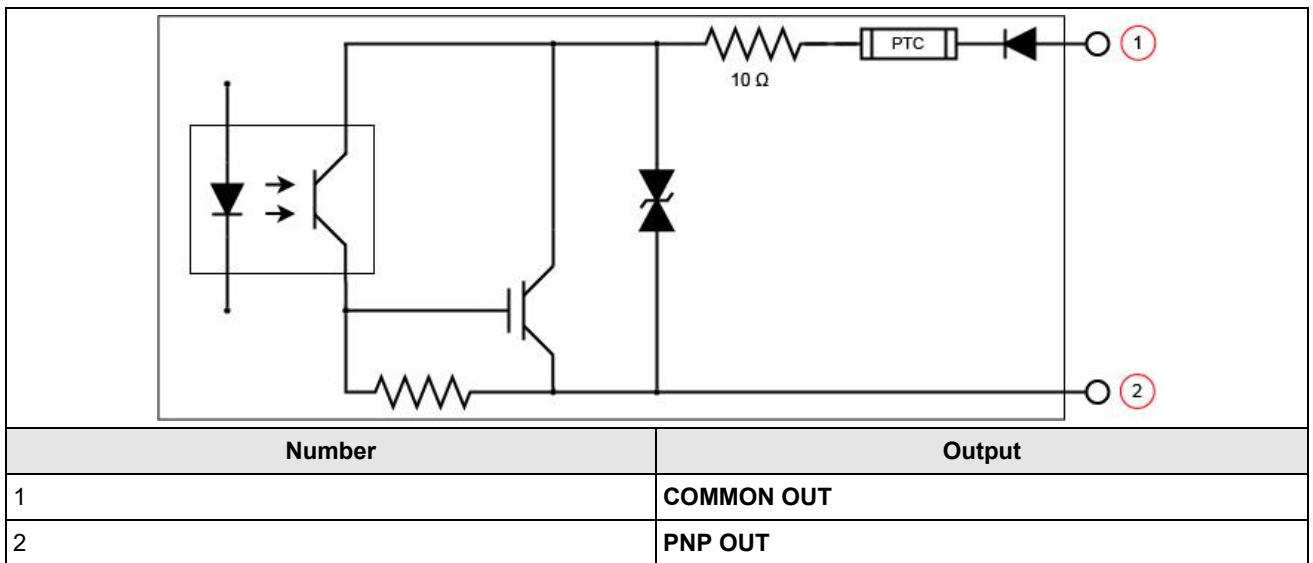 PTC
1
10 Ω
2
Number Output
1 COMMON OUT
2 PNP OUT